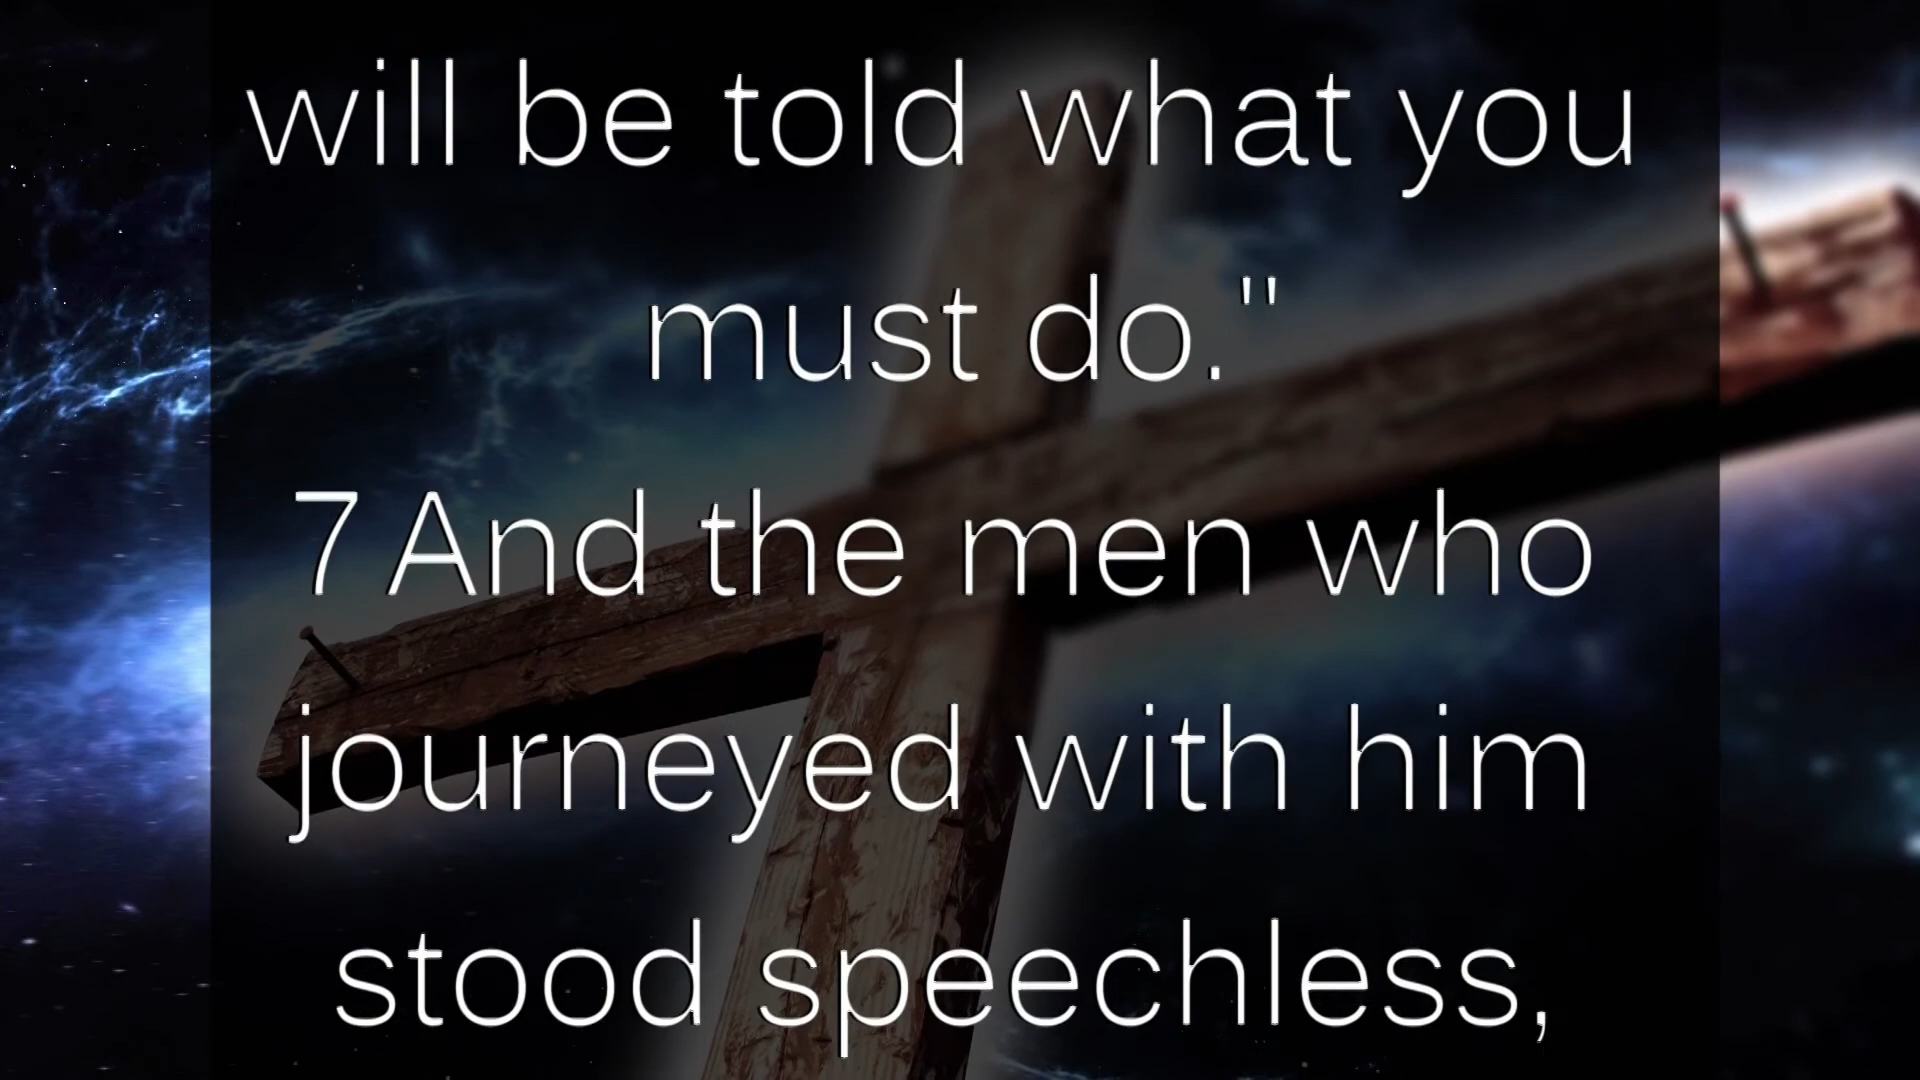 will be told what you
must do."
7 And the men who
journeyed with him
stood speechless,